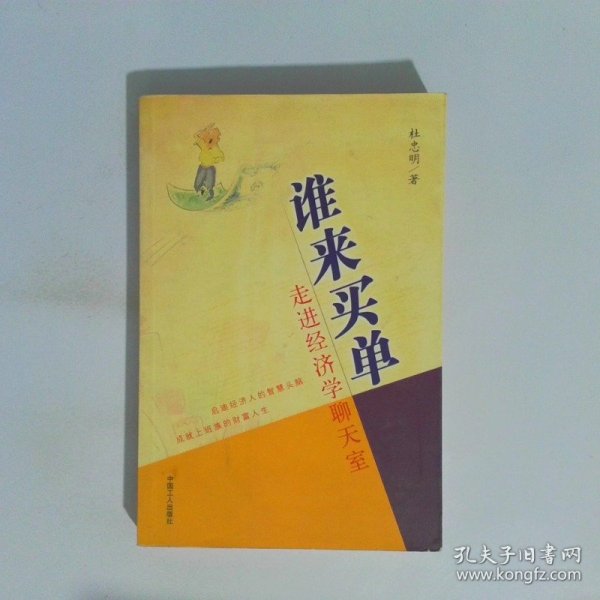 杜忠明/著
谁来买单
走进经济学聊天室
启迪经济人的智慧头脑
成就上班族的财富人生
中国工人出版社
孔夫子旧书网
www.kongfz.com